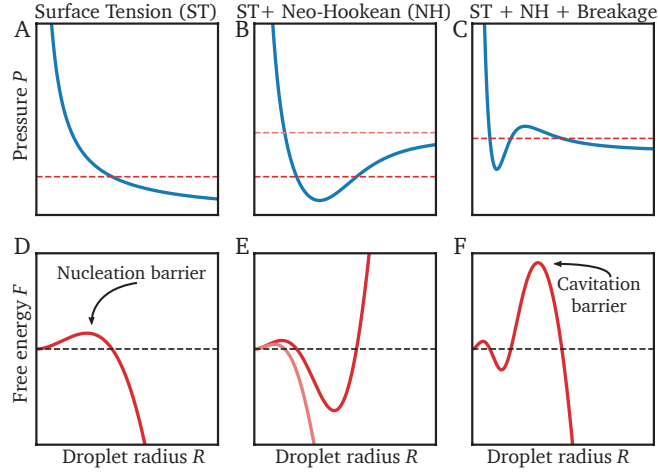 Surface Tension (ST)
ST+ Neo-Hookean (NH)
ST + NH + Breakage
A
B
C
Pressure P
D
E
F
Nucleation barrier
Cavitation
barrier
Free energy F
Droplet radius R
Droplet radius R
Droplet radius R